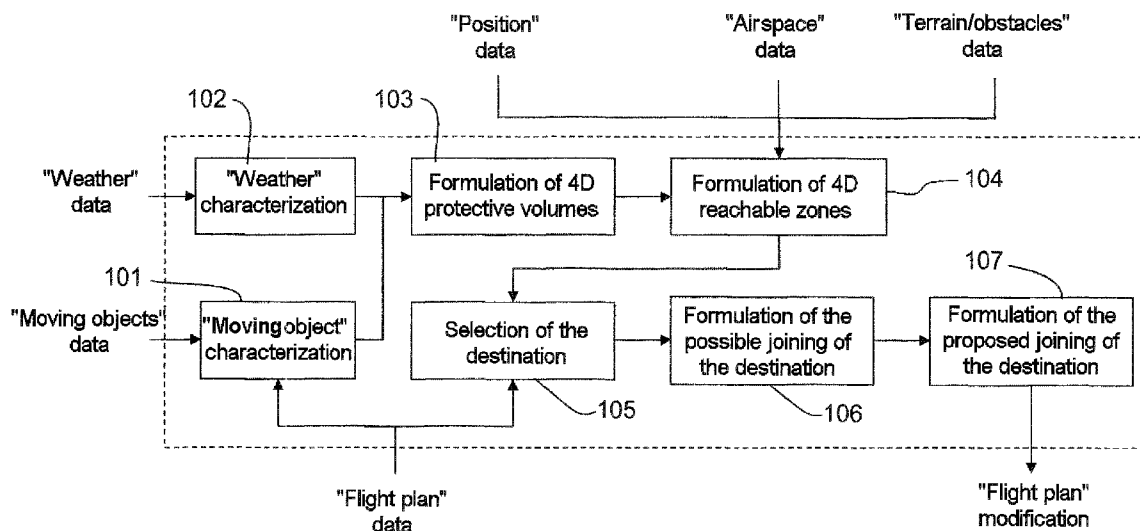 "Position"
data
"Airspace"
data
"Terrain/obstacles"
data
102
103
"Weather"
data
"Weather"
characterization
Formulation of 4D
protective volumes
Formulation of 4D
reachable zones
104
101
107
"Moving objects"
data
"Moving object"
characterization
Selection of the
destination
Formulation of the
possible joining of
the destination
Formulation of the
proposed joining of
the destination
105
106
"Flight plan"
data
"Flight plan"
modification